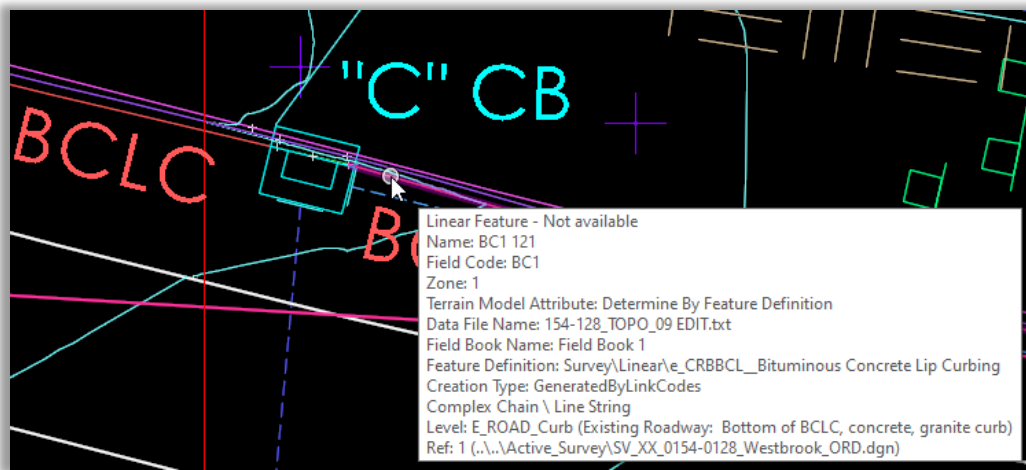 "C" CB
BCLC
Linear Feature - Not available
Name: BC1 121
Field Code: BC1
Zone: 1
Terrain Model Attribute: Determine By Feature Definition
Data File Name: 154-128_TOPO_09 EDIT.txt
Field Book Name: Field Book 1
Feature Definition: Survey\Linear\e_CRBBCL__Bituminous Concrete Lip Curbing
Creation Type: GeneratedByLinkCodes
Complex Chain \ Line String
Level: E_ROAD_Curb (Existing Roadway:  Bottom of BCLC, concrete, granite curb)
Ref: 1 (..\..\Active_Survey\SV_XX_0154-0128_Westbrook_ORD.dgn)